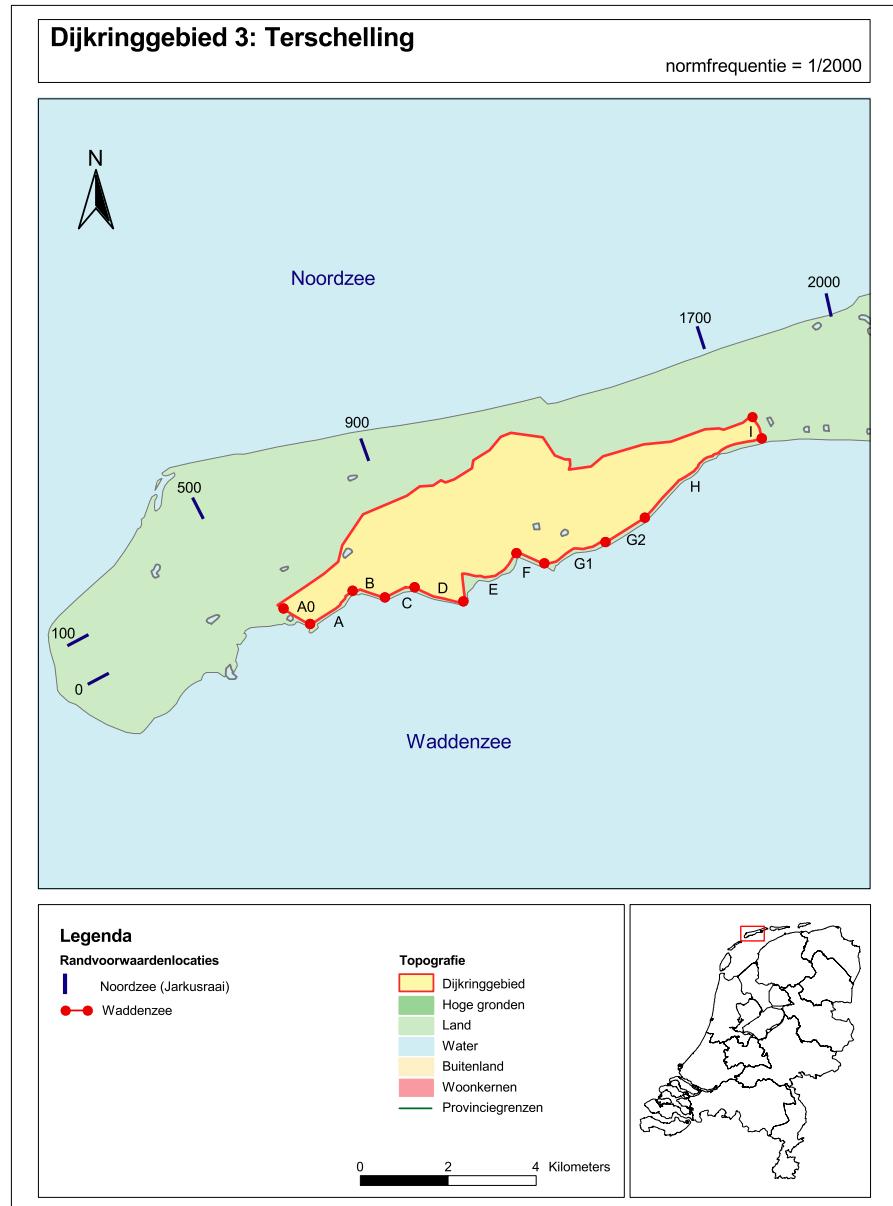 Dijkringgebied 3: Terschelling
normfrequentie = 1/2000
N
Noordzee
2000
1700
900
500
I
H
G2
F
G1
E
B
D
A0
C
A
100
0
Waddenzee
Legenda
Randvoorwaardenlocaties
Noordzee (Jarkusraai)
Waddenzee
Topografie
Dijkringgebied
Hoge gronden
Land
Water
Buitenland
Woonkernen
Provinciegrenzen
0 2 4 Kilometers